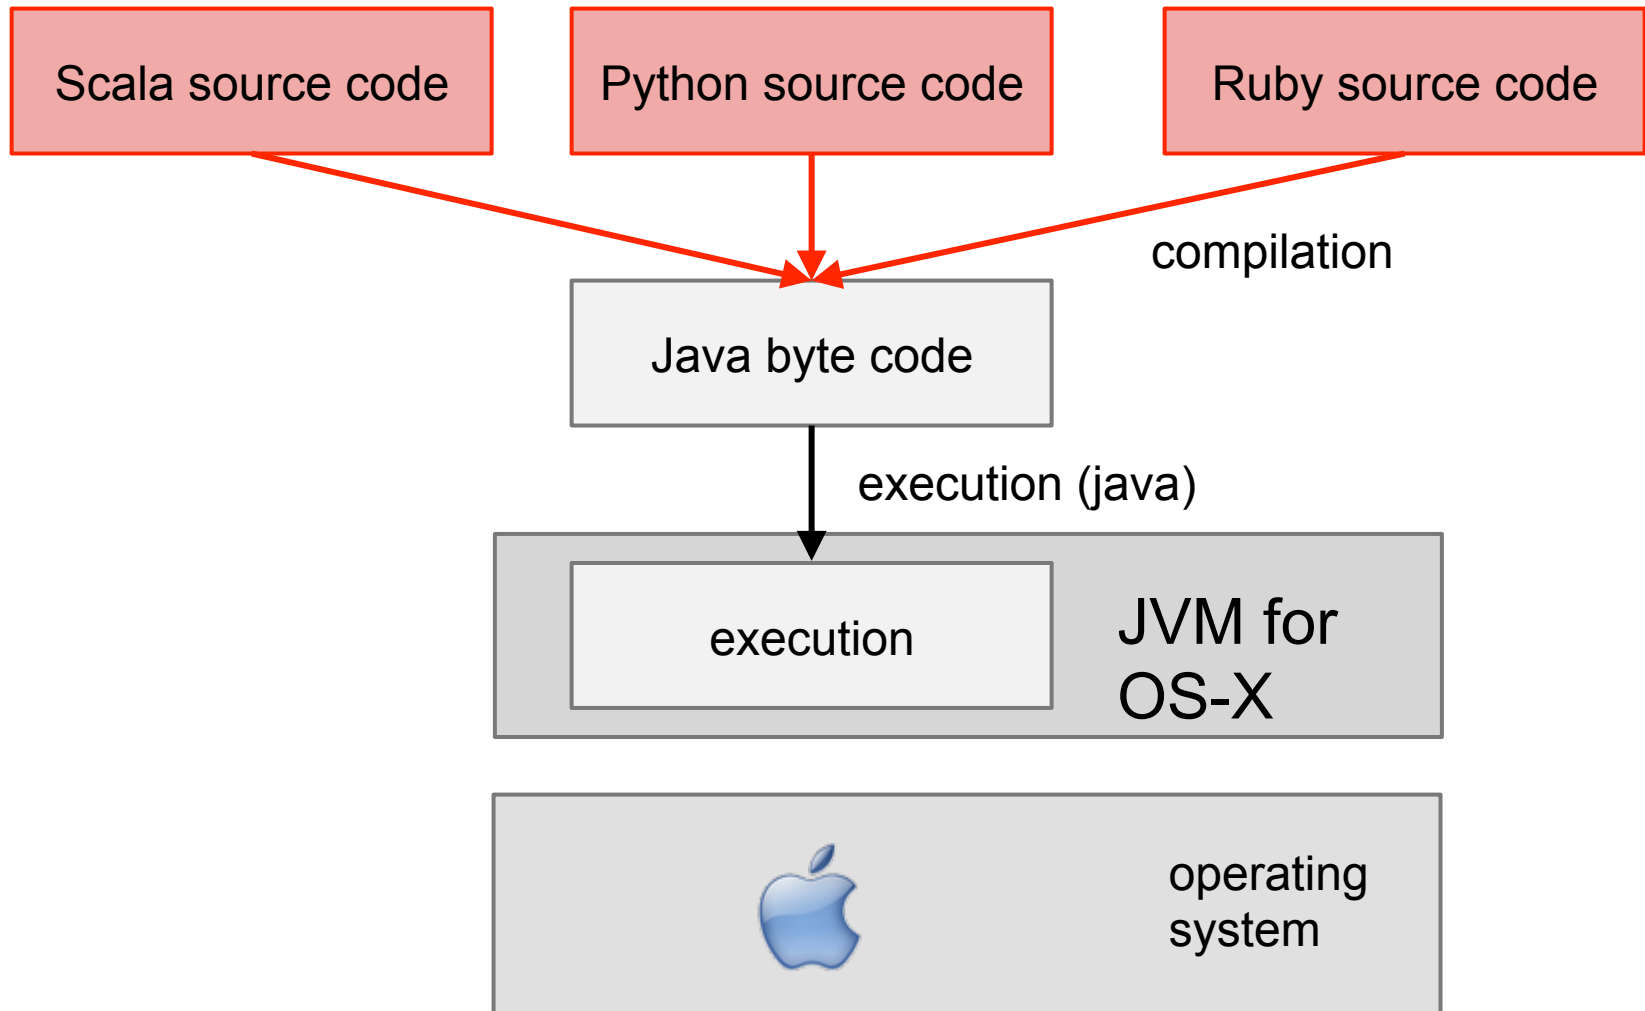 Scala source code
Python source code
Ruby source code
compilation
Java byte code
execution (java)
execution
JVM for
OS-X
operating
system